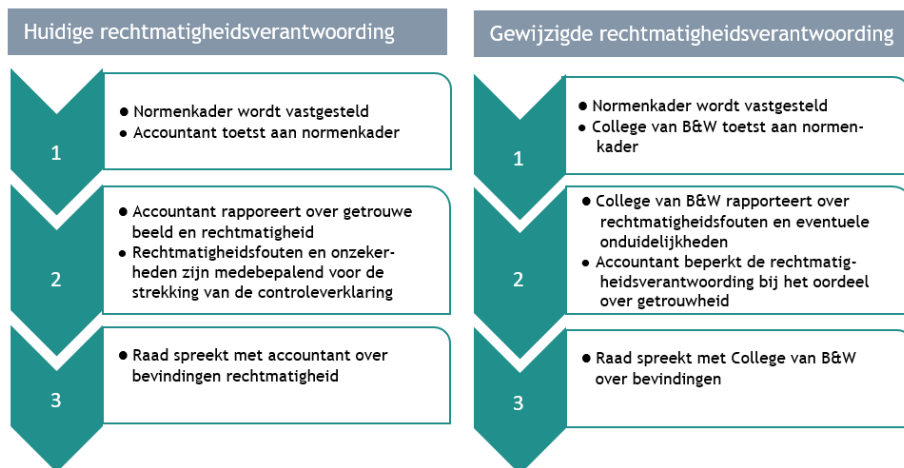 Huidige rechtmatigheidsverantwoording
1
● Normenkader wordt vastgesteld
● Accountant toetst aan normenkader
2
● Accountant rapporeert over getrouwe
beeld en rechtmatigheid
● Rechtmatigheidsfouten en onzeker-
heden zijn medebepalend voor de
strekking van de controleverklaring
3
● Raad spreekt met accountant over
bevindingen rechtmatigheid
Gewijzigde rechtmatigheidsverantwoording
1
● Normenkader wordt vastgesteld
● College van B&W toetst aan normen-
kader
2
● College van B&W rapporteert over
rechtmatigheidsfouten en eventuele
onduidelijkheden
● Accountant beperkt de rechtmatig-
heidsverantwoording bij het oordeel
over getrouwheid
3
● Raad spreekt met College van B&W
over bevindingen